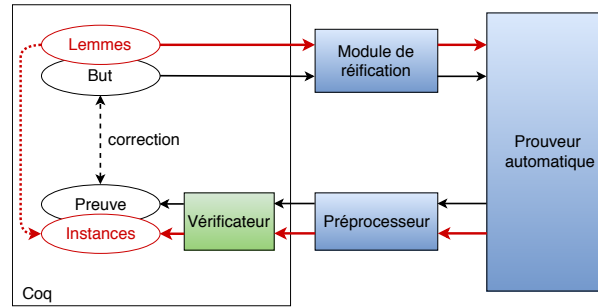 Lemmes
But
Module de
réification
Prouveur
automatique
correction
Preuve
Instances
Vérificateur
Préprocesseur
Coq